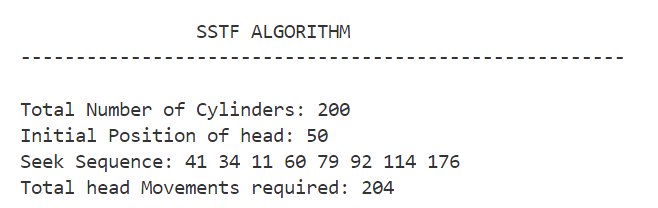 SSTF ALGORITHM
-------------------------------------------------------
Total Number of Cylinders: 200
Initial Position of head: 50
Seek Sequence: 41 34 11 60 79 92 114 176
Total head Movements required: 204